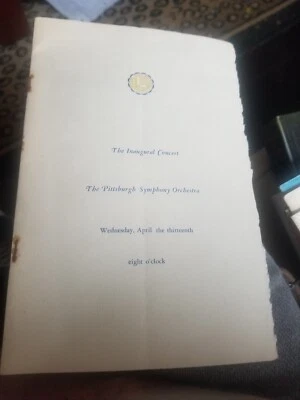 The Inaugural Concert
The Pittsburgh Symphony Orchestra
Wednesday, April the thirteenth
eight o'clock